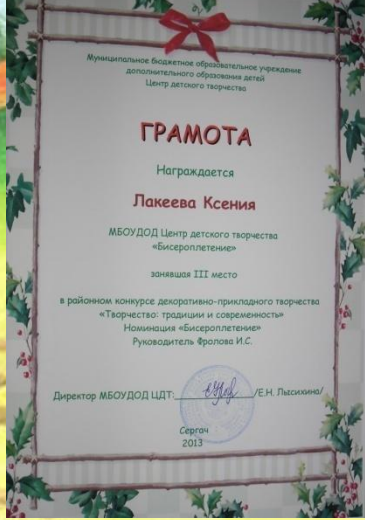 Муниципальное бюджетное образовательное учреждение
дополнительного образования детей
Центр детского творчества
ГРАМОТА
Награждается
Лакеева Ксения
МБОУДОД Центр детского творчества
«Бисероплетение»
занявшая III место
в районном конкурсе декоративно-прикладного творчества
«Творчество: традиции и современность»
Номинация «Бисероплетение»
Руководитель Фролова И.С.
Директор МБОУДОД ЦДТ: /Е.Н. Лысихина/
Сергач
2013